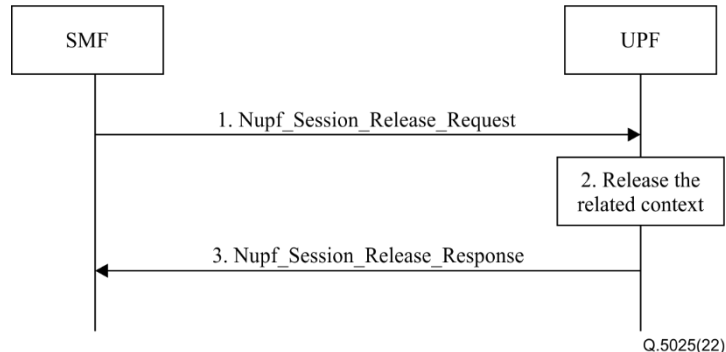 SMF
UPF
1. Nupf_Session_Release_Request
2. Release the
related context
3. Nupf_Session_Release_Response
Q.5025(22)